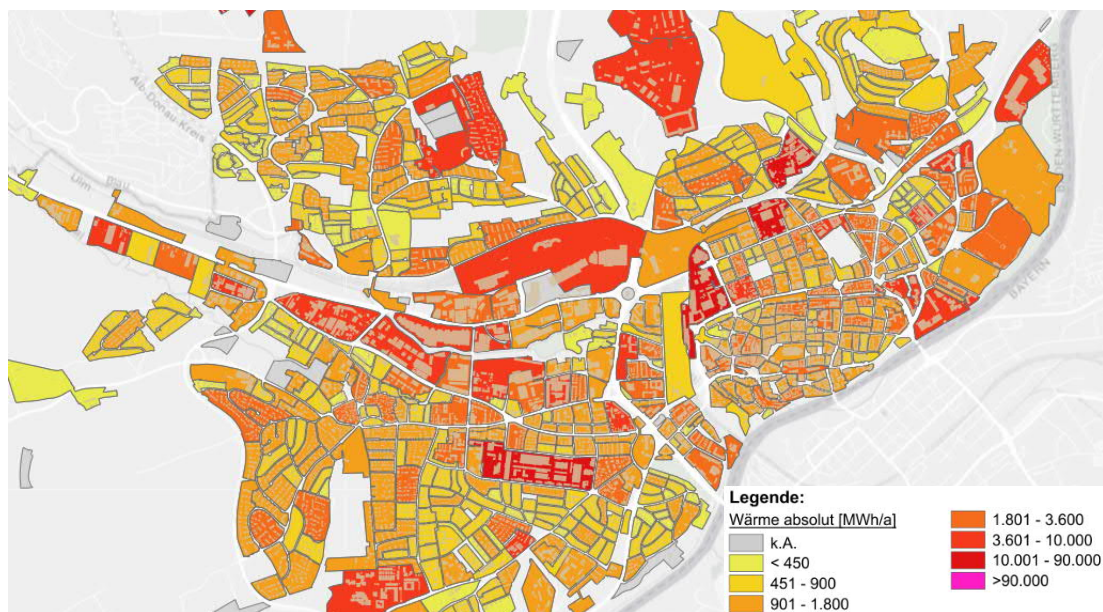 Alb-Donau-Kreis
Ulm
BAYERN
Legende:
Wärme absolut [MWh/a]
k.A.
< 450
451 - 900
901 - 1.800
1.801 - 3.600
3.601 - 10.000
10.001 - 90.000
>90.000